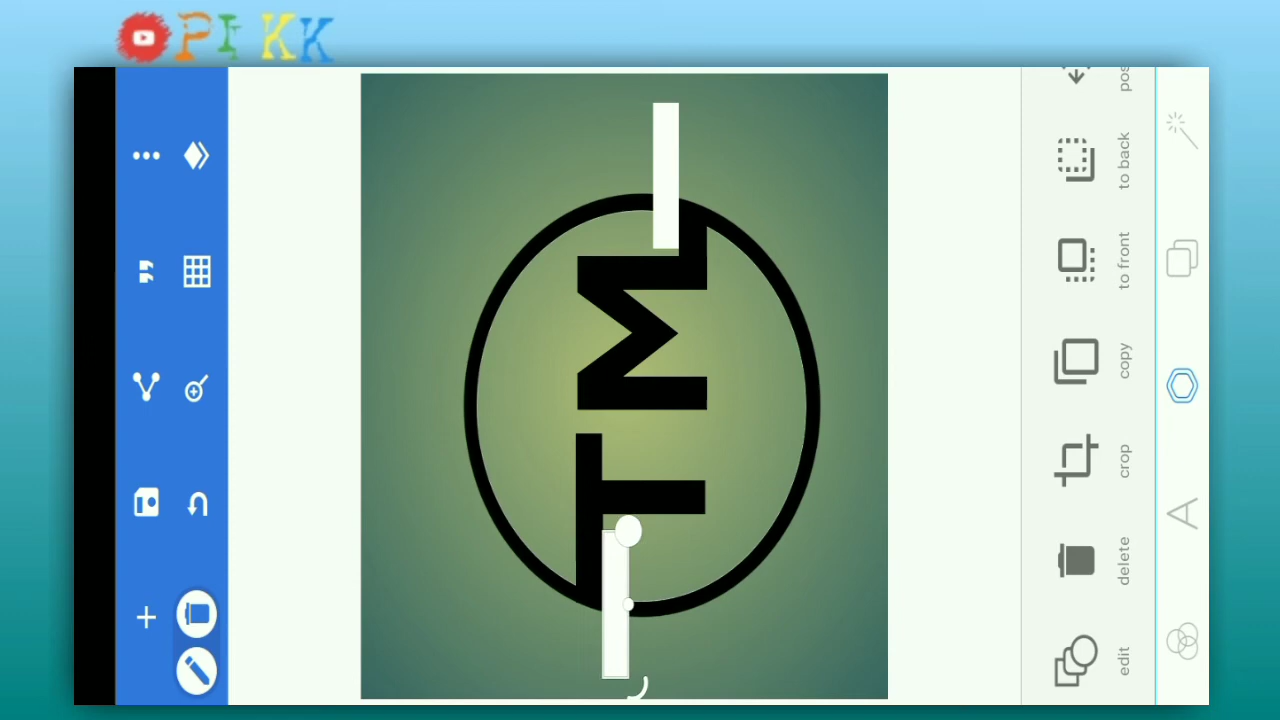 PI KK
TM
pos
to back
to front
copy
crop
delete
edit